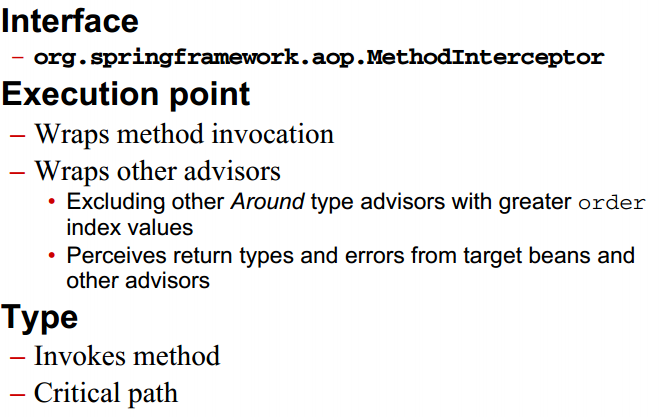 Interface
– org.springframework.aop.MethodInterceptor
Execution point
– Wraps method invocation
– Wraps other advisors
• Excluding other Around type advisors with greater order
index values
• Perceives return types and errors from target beans and
other advisors
Type
– Invokes method
– Critical path